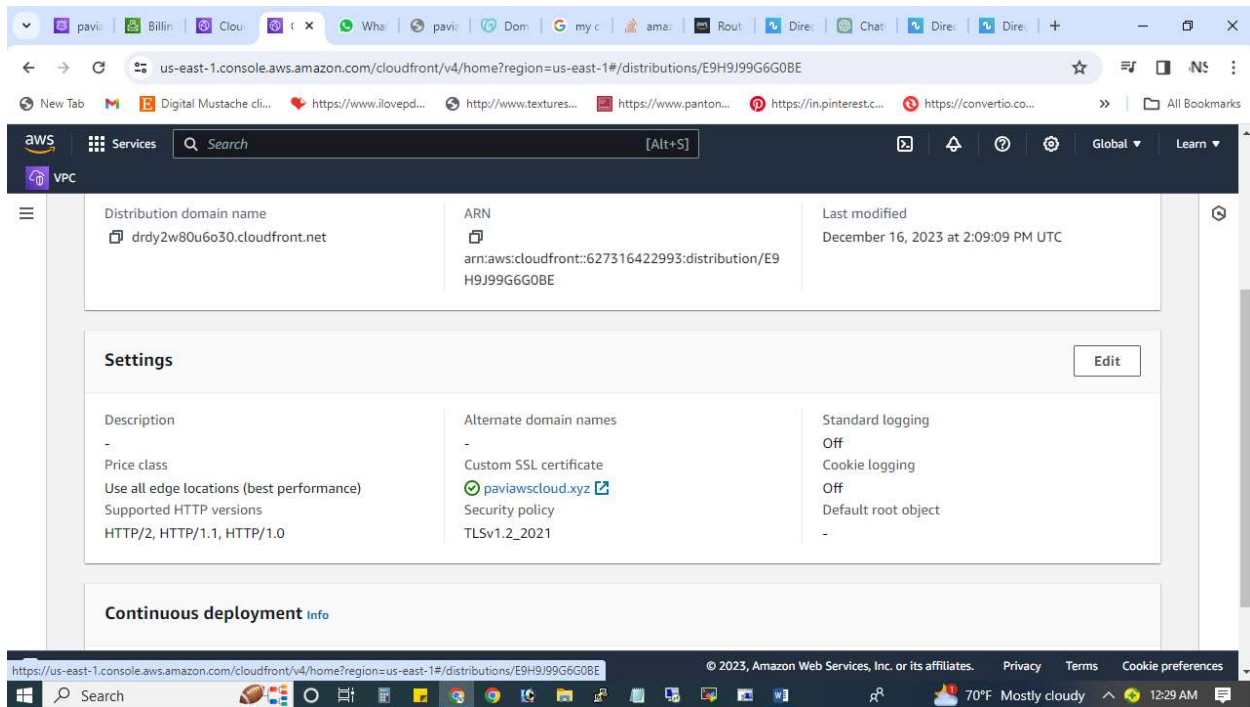 pavi
Billin
Clou
Wha
pavi
Dom
my c
ama
Rout
Direc
Chat
Direc
Direc
us-east-1.console.aws.amazon.com/cloudfront/v4/home?region=us-east-1#/distributions/E9H9J99G6G0BE
New Tab
Digital Mustache cli...
https://www.ilovepd...
http://www.textures...
https://www.panton...
https://in.pinterest.c...
https://convertio.co...
»
All Bookmarks
aws
Services
Search
[Alt+S]
Global
Learn
VPC
Distribution domain name
drdy2w80u6o30.cloudfront.net
ARN
arn:aws:cloudfront::627316422993:distribution/E9
H9J99G6G0BE
Last modified
December 16, 2023 at 2:09:09 PM UTC
Settings
Edit
Description
-
Price class
Use all edge locations (best performance)
Supported HTTP versions
HTTP/2, HTTP/1.1, HTTP/1.0
Alternate domain names
-
Custom SSL certificate
paviawscloud.xyz
Security policy
TLSv1.2_2021
Standard logging
Off
Cookie logging
Off
Default root object
-
Continuous deployment Info
https://us-east-1.console.aws.amazon.com/cloudfront/v4/home?region=us-east-1#/distributions/E9H9J99G6G0BE
© 2023, Amazon Web Services, Inc. or its affiliates.
Privacy
Terms
Cookie preferences
Search
70°F Mostly cloudy
12:29 AM